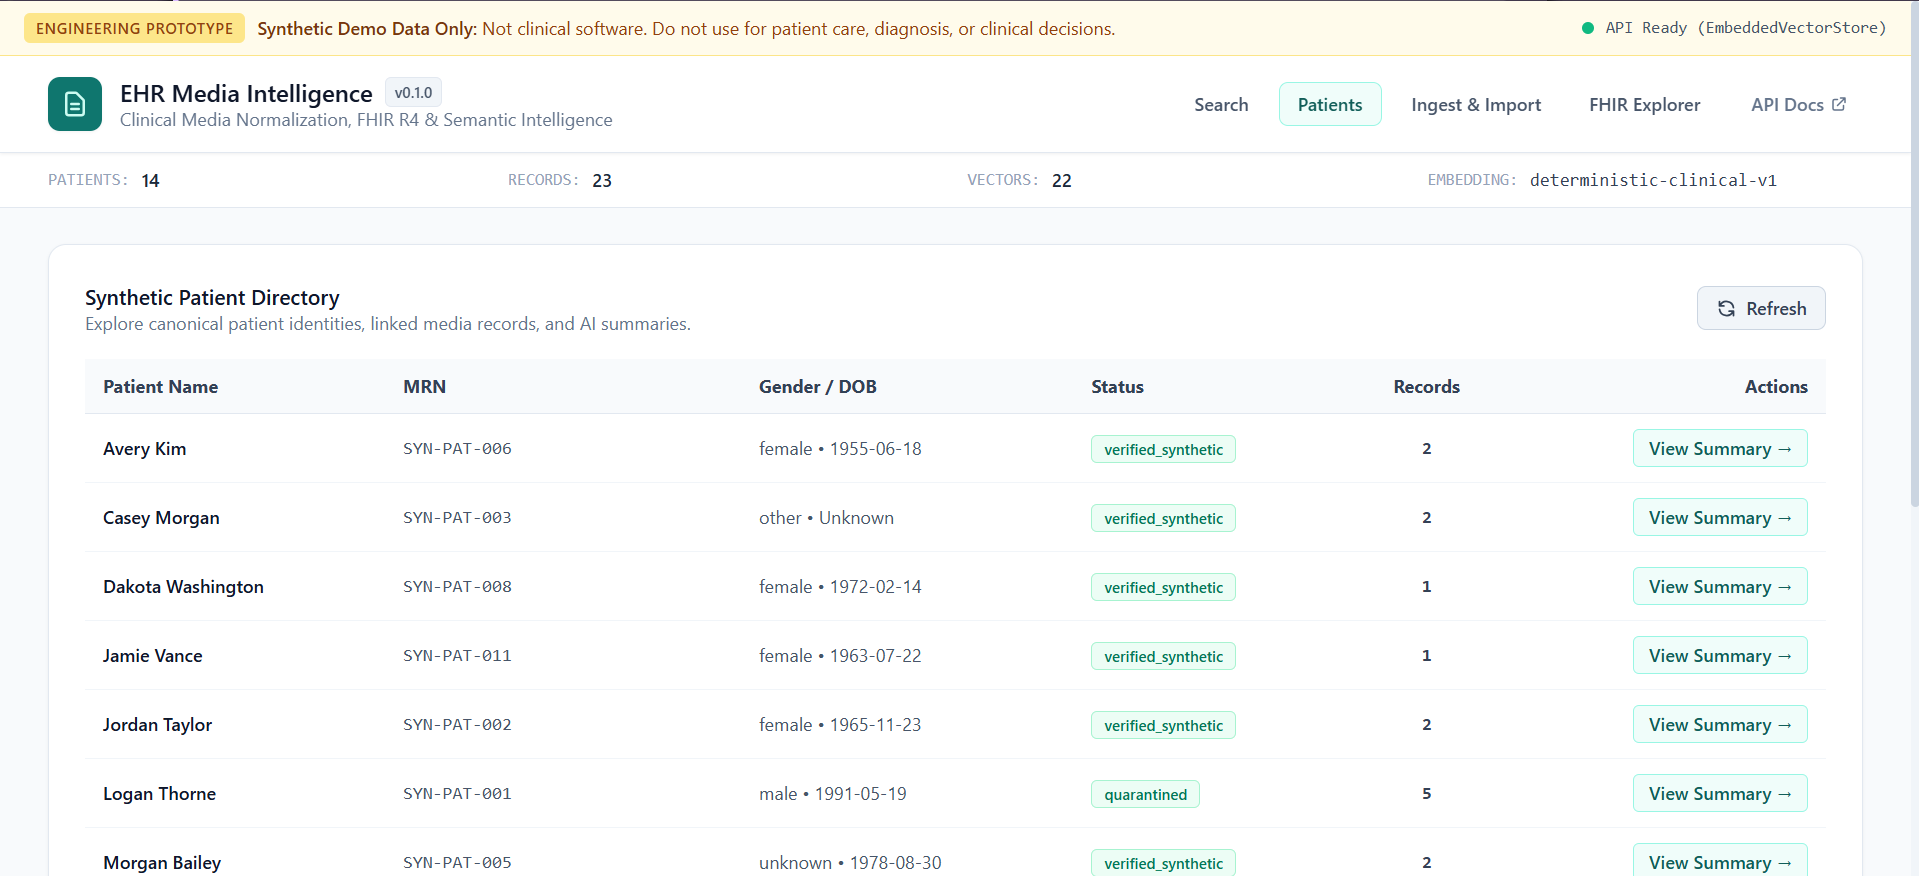 ENGINEERING PROTOTYPE Synthetic Demo Data Only: Not clinical software. Do not use for patient care, diagnosis, or clinical decisions. API Ready (EmbeddedVectorStore)
EHR Media Intelligence v0.1.0
Clinical Media Normalization, FHIR R4 & Semantic Intelligence
Search Patients Ingest & Import FHIR Explorer API Docs
PATIENTS: 14 RECORDS: 23 VECTORS: 22 EMBEDDING: deterministic-clinical-v1
Synthetic Patient Directory
Explore canonical patient identities, linked media records, and AI summaries.
Refresh
Patient Name MRN Gender / DOB Status Records Actions
Avery Kim SYN-PAT-006 female • 1955-06-18 verified_synthetic 2 View Summary →
Casey Morgan SYN-PAT-003 other • Unknown verified_synthetic 2 View Summary →
Dakota Washington SYN-PAT-008 female • 1972-02-14 verified_synthetic 1 View Summary →
Jamie Vance SYN-PAT-011 female • 1963-07-22 verified_synthetic 1 View Summary →
Jordan Taylor SYN-PAT-002 female • 1965-11-23 verified_synthetic 2 View Summary →
Logan Thorne SYN-PAT-001 male • 1991-05-19 quarantined 5 View Summary →
Morgan Bailey SYN-PAT-005 unknown • 1978-08-30 verified_synthetic 2 View Summary →